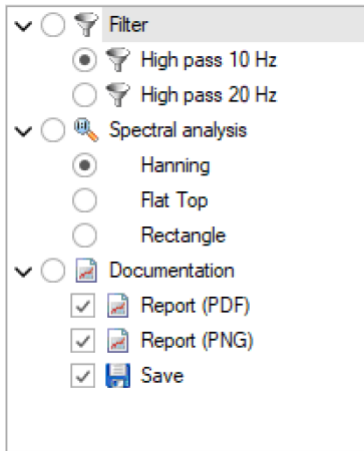 Filter
High pass 10 Hz
High pass 20 Hz
Spectral analysis
Hanning
Flat Top
Rectangle
Documentation
Report (PDF)
Report (PNG)
Save